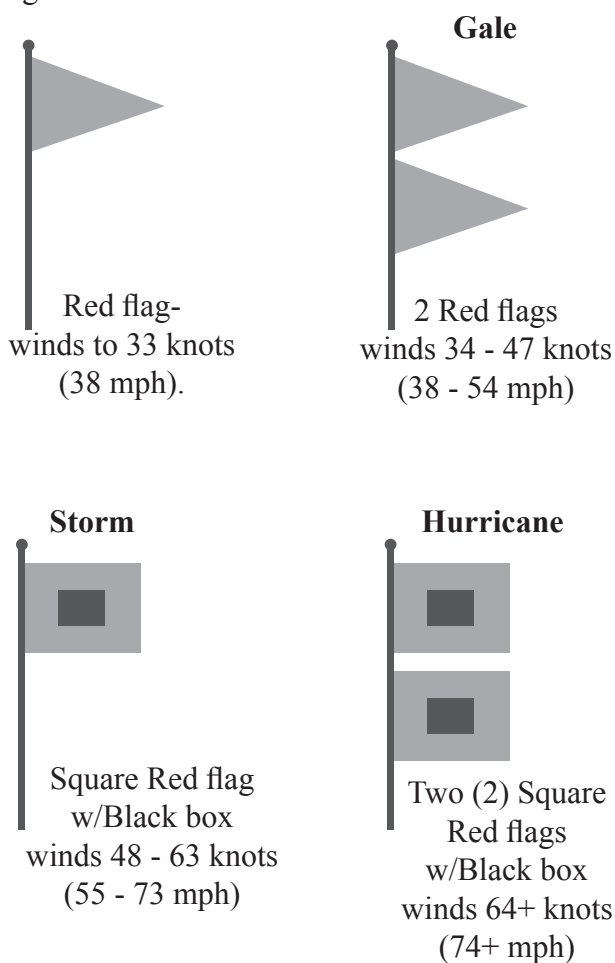 Red flag-
winds to 33 knots
(38 mph).
Gale
2 Red flags
winds 34 - 47 knots
(38 - 54 mph)
Storm
Square Red flag
w/Black box
winds 48 - 63 knots
(55 - 73 mph)
Hurricane
Two (2) Square
Red flags
w/Black box
winds 64+ knots
(74+ mph)